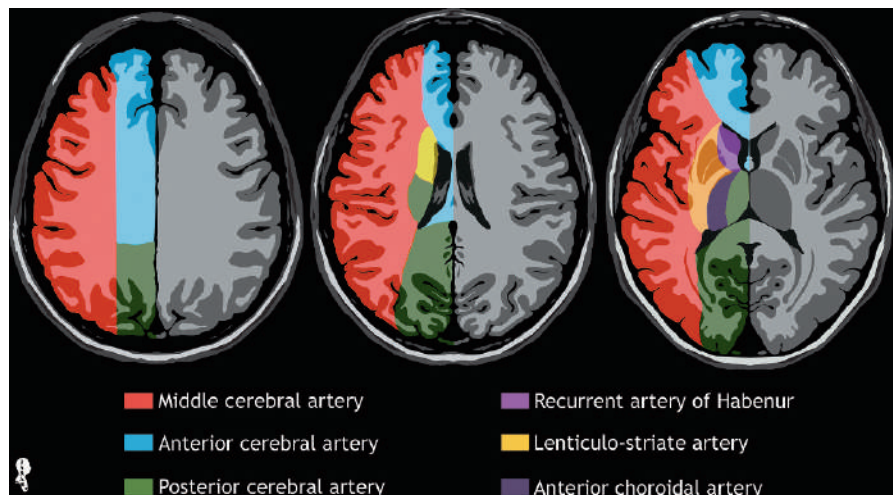 Middle cerebral artery
Recurrent artery of Habenur
Anterior cerebral artery
Lenticulo-striate artery
Posterior cerebral artery
Anterior choroidal artery